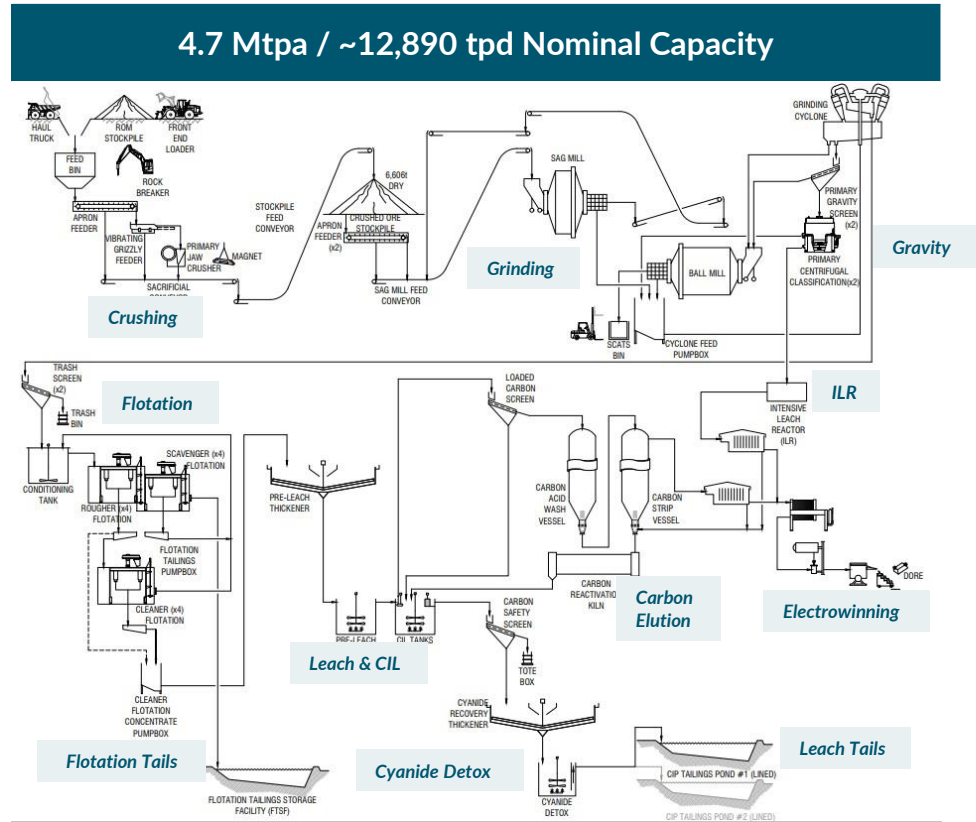 4.7 Mtpa / ~12,890 tpd Nominal Capacity
HAUL
TRUCK
ROM
STOCKPILE
FRONT
END
LOADER
FEED
BIN
ROCK
BREAKER
APRON
FEEDER
VIBRATING
GRIZZLY
FEEDER
PRIMARY
JAW
CRUSHER
MAGNET
SACRIFICIAL
Crushing
STOCKPILE
FEED
CONVEYOR
6,606t
DRY
CRUSHED ORE
STOCKPILE
APRON
FEEDER
(x2)
SAG MILL FEED
CONVEYOR
SAG MILL
Grinding
BALL MILL
SCATS
BIN
CYCLONE FEED
PUMPBOX
GRINDING
CYCLONE
PRIMARY
GRAVITY
SCREEN
(x2)
PRIMARY
CENTRIFUGAL
CLASSIFICATION(x2)
Gravity
TRASH
SCREEN
(x2)
TRASH
BIN
Flotation
CONDITIONING
TANK
SCAVENGER (x4)
FLOTATION
ROUGHER (x4)
FLOTATION
FLOTATION
TAILINGS
PUMPBOX
CLEANER (x4)
FLOTATION
CLEANER
FLOTATION
CONCENTRATE
PUMPBOX
PRE-LEACH
THICKENER
LOADED
CARBON
SCREEN
CARBON
ACID
WASH
VESSEL
CARBON
STRIP
VESSEL
INTENSIVE
LEACH
REACTOR
(ILR)
ILR
CARBON
REACTIVATION
KILN
Carbon
Elution
DORE
Electrowinning
PRE-LEACH
CIL TANKS
Leach & CIL
CARBON
SAFETY
SCREEN
TOTE
BOX
CYANIDE
RECOVERY
THICKENER
Flotation Tails
FLOTATION TAILINGS STORAGE
FACILITY (FTSF)
Cyanide Detox
CYANIDE
DETOX
Leach Tails
CIP TAILINGS POND #1 (LINED)
CIP TAILINGS POND #2 (LINED)